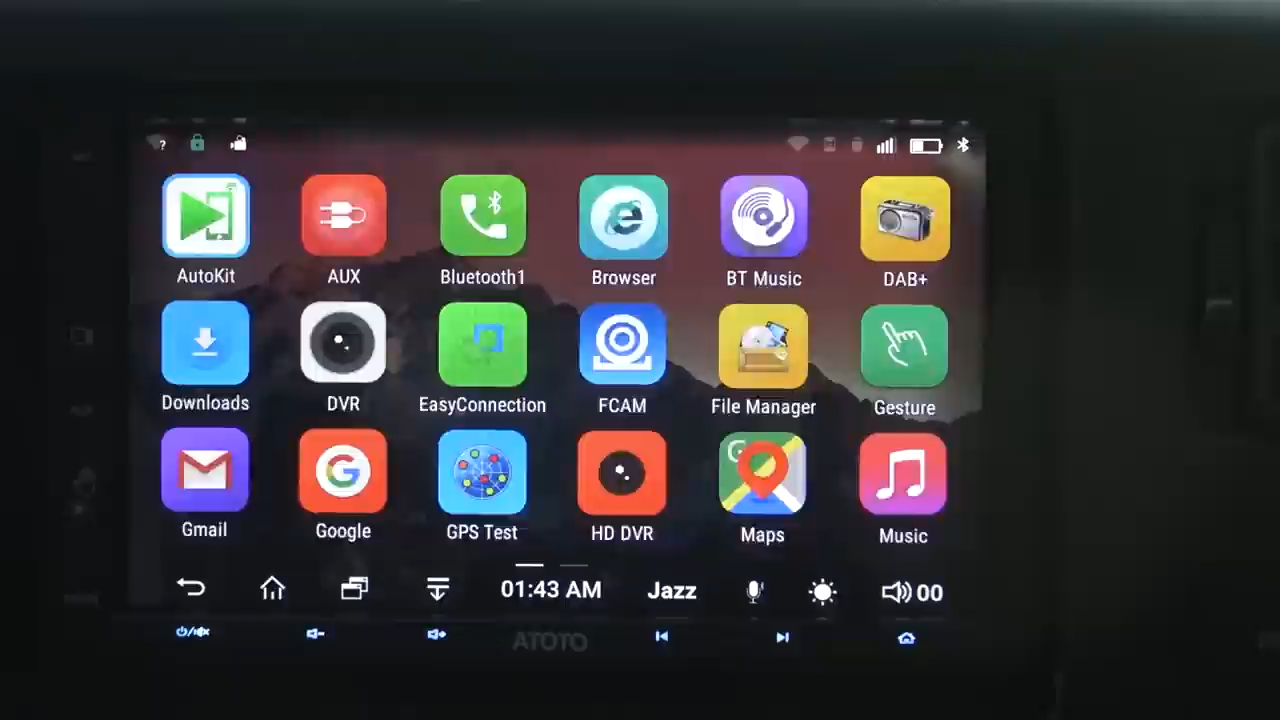 AutoKit
AUX
Bluetooth1
Browser
BT Music
DAB+
Downloads
DVR
EasyConnection
FCAM
File Manager
Gesture
Gmail
Google
GPS Test
HD DVR
Maps
Music
01:43 AM
Jazz
00
ATOTO